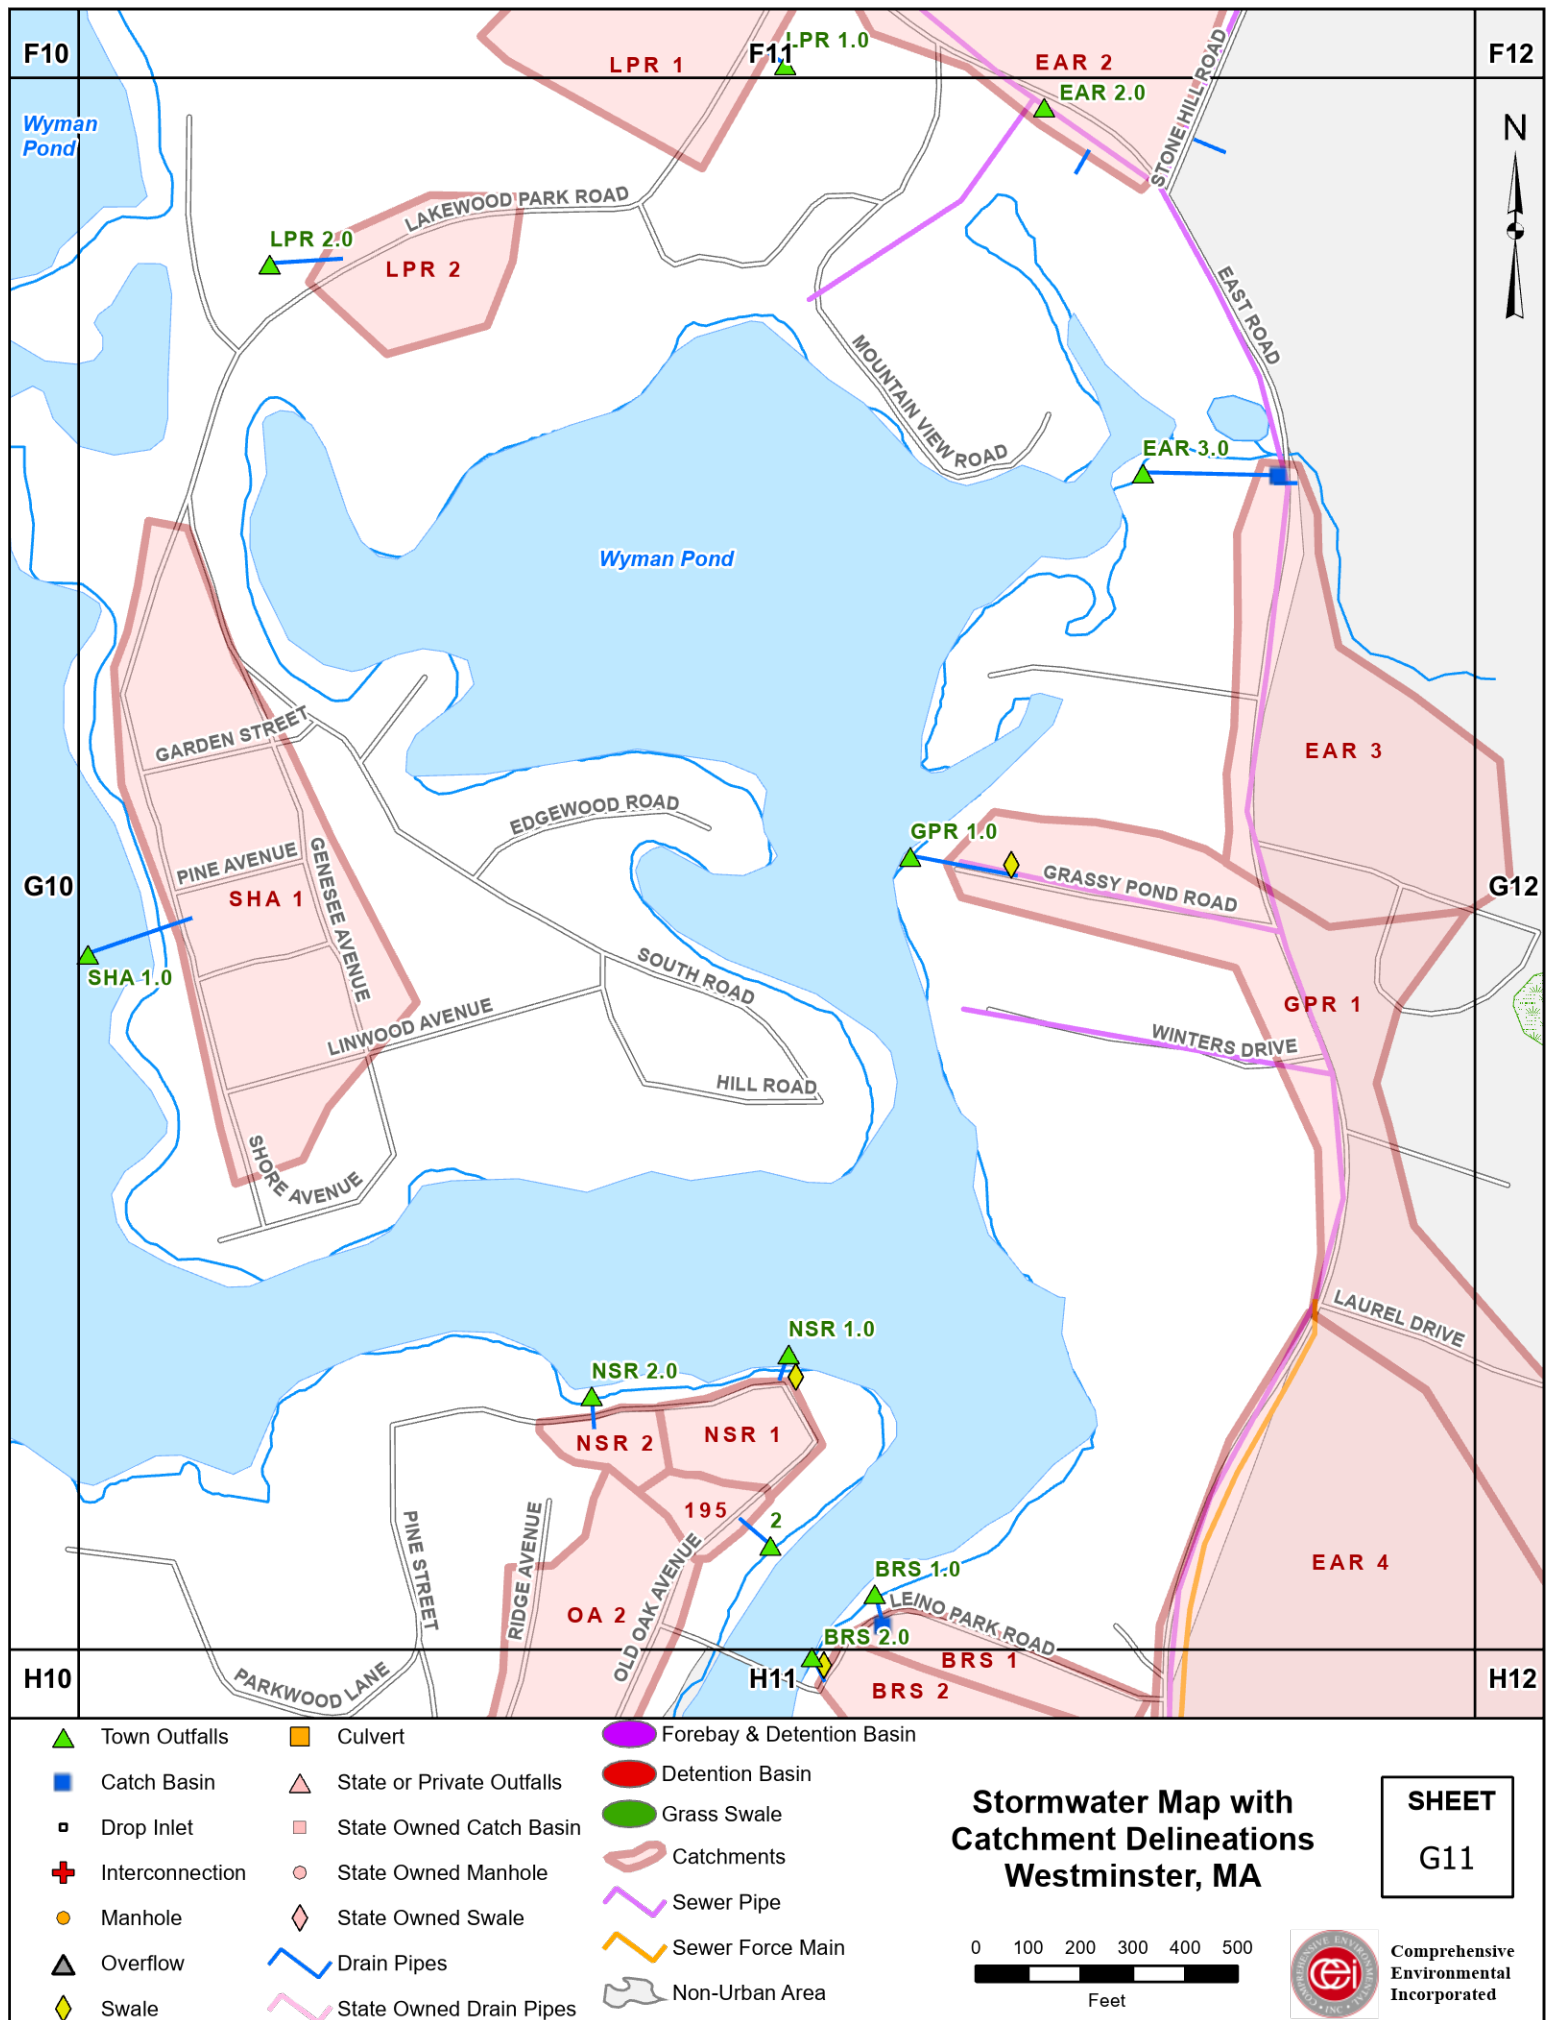 F10
F11
F12
LPR 1
LPR 1.0
EAR 2
EAR 2.0
STONE HILL ROAD
Wyman
Pond
N
LAKEWOOD PARK ROAD
LPR 2.0
LPR 2
EAST ROAD
MOUNTAIN VIEW ROAD
EAR 3.0
Wyman Pond
GARDEN STREET
EAR 3
EDGEWOOD ROAD
GPR 1.0
PINE AVENUE
GENESEE AVENUE
GRASSY POND ROAD
G10
G12
SHA 1
SHA 1.0
SOUTH ROAD
GPR 1
LINWOOD AVENUE
WINTERS DRIVE
HILL ROAD
SHORE AVENUE
LAUREL DRIVE
NSR 1.0
NSR 2.0
NSR 2
NSR 1
195
2
PINE STREET
RIDGE AVENUE
OLD OAK AVENUE
EAR 4
BRS 1.0
LEINO PARK ROAD
OA 2
BRS 2.0
BRS 1
PARKWOOD LANE
H10
H11
BRS 2
H12
Town Outfalls
Catch Basin
Drop Inlet
Interconnection
Manhole
Overflow
Swale
Culvert
State or Private Outfalls
State Owned Catch Basin
State Owned Manhole
State Owned Swale
Drain Pipes
State Owned Drain Pipes
Forebay & Detention Basin
Detention Basin
Grass Swale
Catchments
Sewer Pipe
Sewer Force Main
Non-Urban Area
Stormwater Map with
Catchment Delineations
Westminster, MA
SHEET
G11
0 100 200 300 400 500
Feet
COMPREHENSIVE ENVIRONMENTAL • INC •
cei
Comprehensive
Environmental
Incorporated